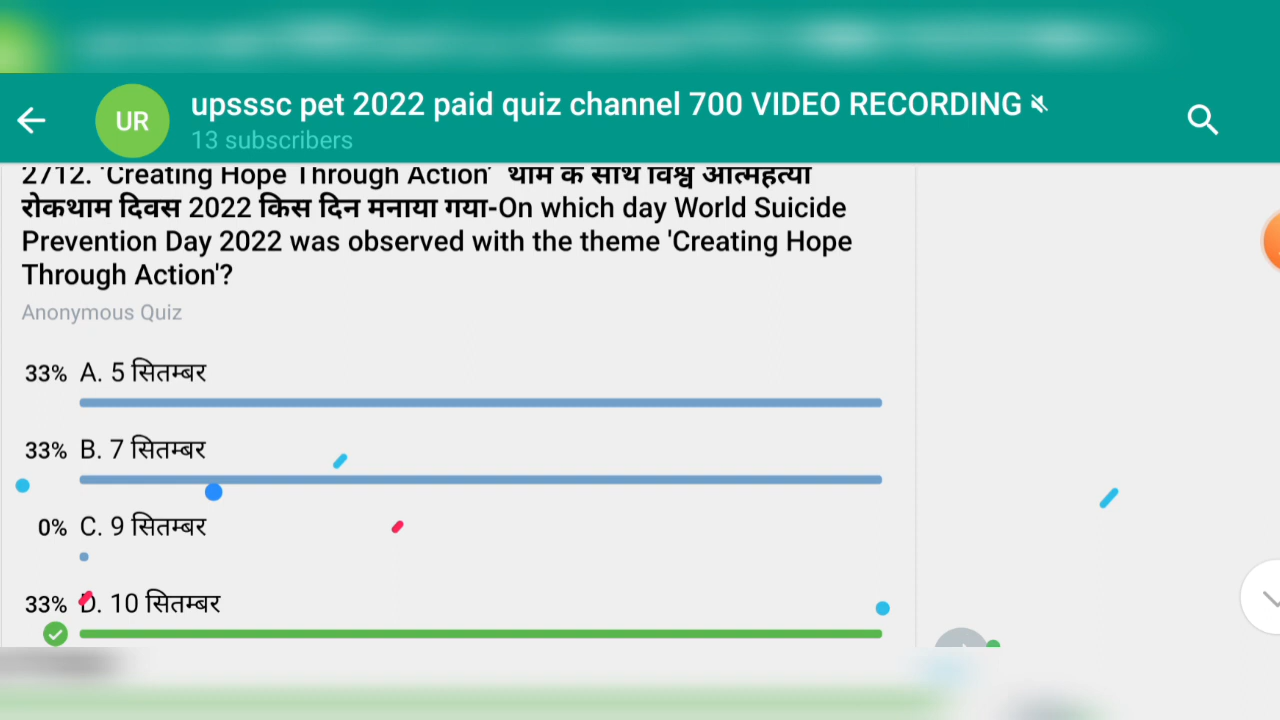 UR
upsssc pet 2022 paid quiz channel 700 VIDEO RECORDING
13 subscribers
2712. 'Creating Hope Through Action' थीम के साथ विश्व आत्महत्या
रोकथाम दिवस 2022 किस दिन मनाया गया-On which day World Suicide
Prevention Day 2022 was observed with the theme 'Creating Hope
Through Action'?
Anonymous Quiz
33% A. 5 सितम्बर
33% B. 7 सितम्बर
0% C. 9 सितम्बर
33% D. 10 सितम्बर